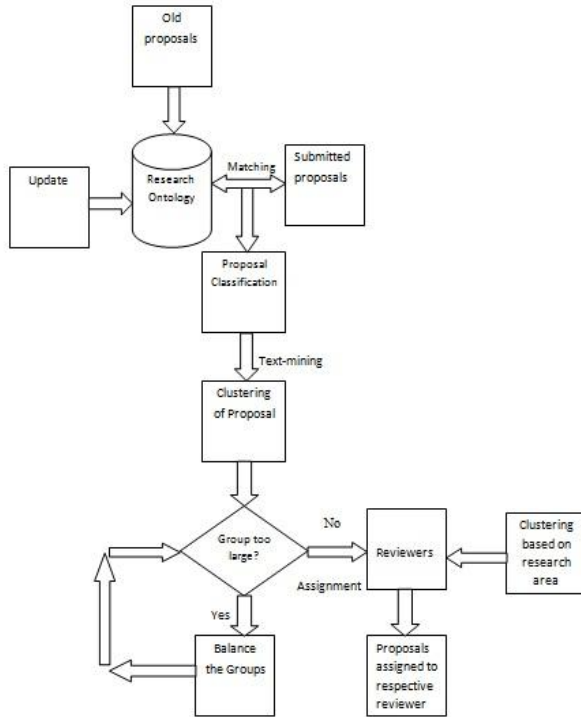 Old
proposals
Update
Research
Ontology
Matching
Submitted
proposals
Proposal
Classification
Text-mining
Clustering
of Proposal
Group too
large?
No
Assignment
Reviewers
Clustering
based on
research
area
Yes
Balance
the Groups
Proposals
assigned to
respective
reviewer